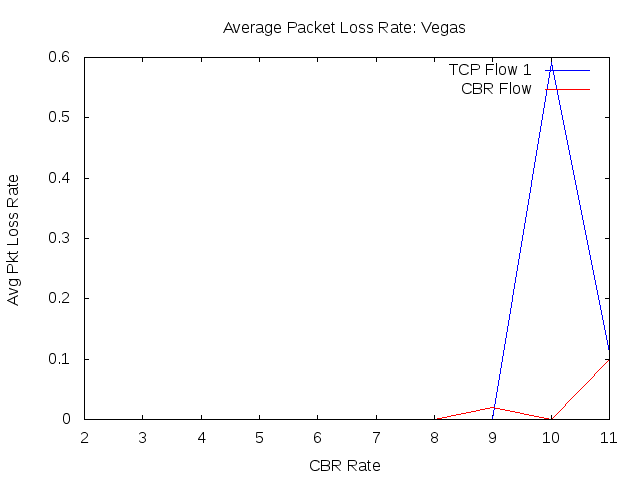 Average Packet Loss Rate: Vegas
0.6
TCP Flow 1
CBR Flow
0.5
0.4
0.3
0.2
0.1
0
Avg Pkt Loss Rate
2 3 4 5 6 7 8 9 10 11
CBR Rate